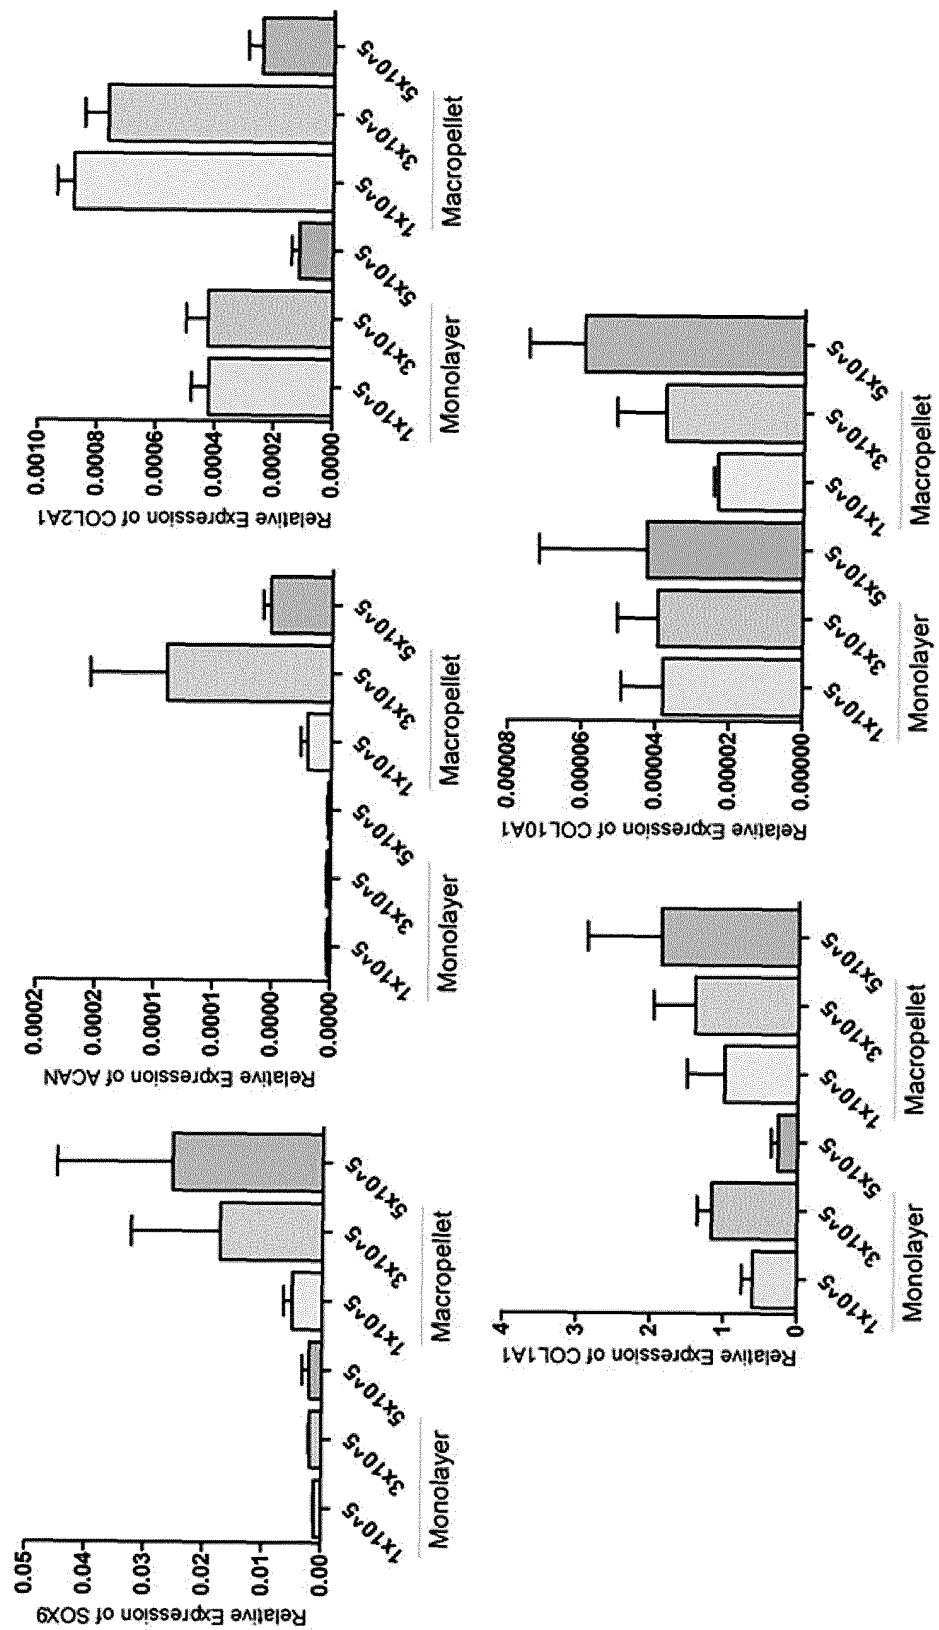 Relative Expression of SOX9
0.05
0.04
0.03
0.02
0.01
0.00
1x10^5
3x10^5
5x10^5
1x10^5
3x10^5
5x10^5
Monolayer
Macropellet
Relative Expression of ACAN
0.0002
0.0002
0.0001
0.0001
0.0000
0.0000
1x10^5
3x10^5
5x10^5
1x10^5
3x10^5
5x10^5
Monolayer
Macropellet
Relative Expression of COL2A1
0.0010
0.0008
0.0006
0.0004
0.0002
0.0000
1x10^5
3x10^5
5x10^5
1x10^5
3x10^5
5x10^5
Monolayer
Macropellet
Relative Expression of COL1A1
4
3
2
1
0
1x10^5
3x10^5
5x10^5
1x10^5
3x10^5
5x10^5
Monolayer
Macropellet
Relative Expression of COL10A1
0.00008
0.00006
0.00004
0.00002
0.00000
1x10^5
3x10^5
5x10^5
1x10^5
3x10^5
5x10^5
Monolayer
Macropellet